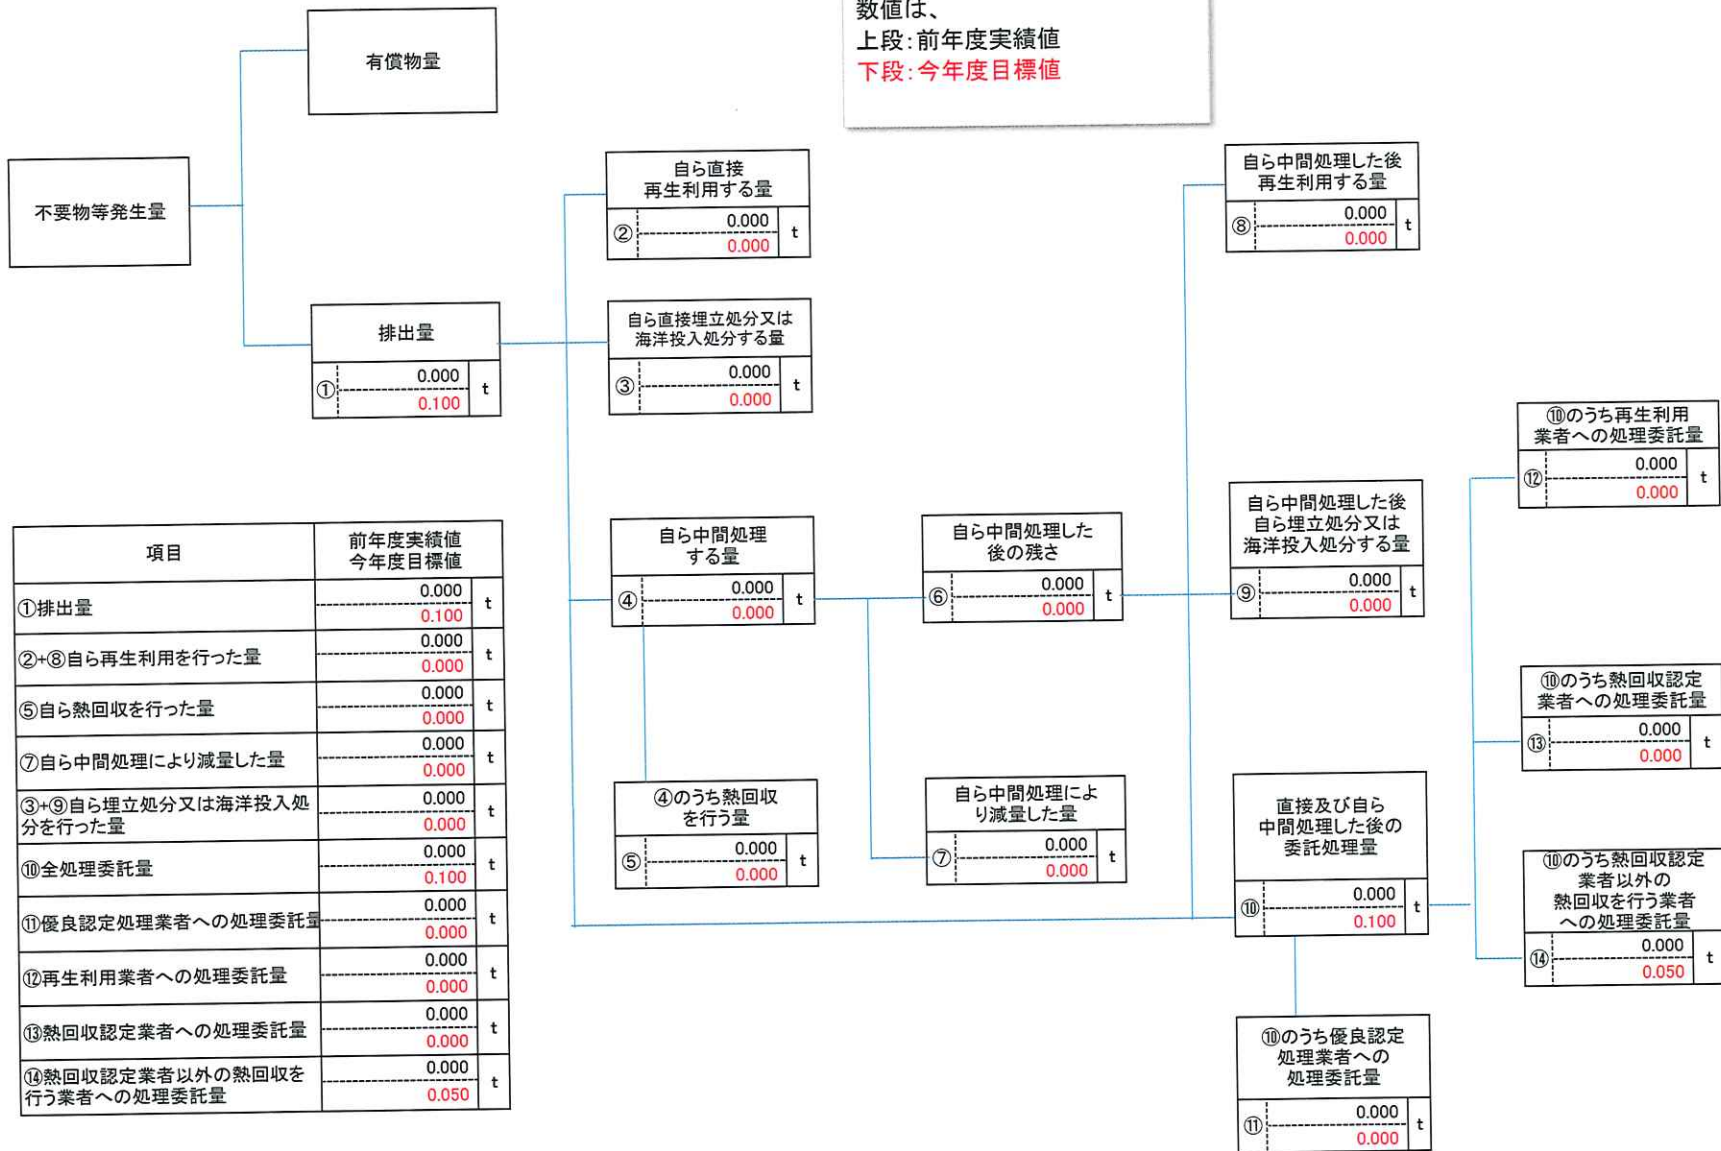 数値は、
上段：前年度実績値
下段：今年度目標値
有償物量
不要物等発生量
排出量
①
0.000
0.100
t
自ら直接
再生利用する量
②
0.000
0.000
t
自ら直接埋立処分又は
海洋投入処分する量
③
0.000
0.000
t
自ら中間処理
する量
④
0.000
0.000
t
④のうち熱回収
を行う量
⑤
0.000
0.000
t
自ら中間処理した
後の残さ
⑥
0.000
0.000
t
自ら中間処理によ
り減量した量
⑦
0.000
0.000
t
自ら中間処理した後
再生利用する量
⑧
0.000
0.000
t
自ら中間処理した後
自ら埋立処分又は
海洋投入処分する量
⑨
0.000
0.000
t
直接及び自ら
中間処理した後の
委託処理量
⑩
0.000
0.100
t
⑩のうち優良認定
処理業者への
処理委託量
⑪
0.000
0.000
t
⑩のうち再生利用
業者への処理委託量
⑫
0.000
0.000
t
⑩のうち熱回収認定
業者への処理委託量
⑬
0.000
0.000
t
⑩のうち熱回収認定
業者以外の
熱回収を行う業者
への処理委託量
⑭
0.000
0.050
t
項目
前年度実績値
今年度目標値
①排出量
0.000
0.100
t
②+⑧自ら再生利用を行った量
0.000
0.000
t
⑤自ら熱回収を行った量
0.000
0.000
t
⑦自ら中間処理により減量した量
0.000
0.000
t
③+⑨自ら埋立処分又は海洋投入処
分を行った量
0.000
0.000
t
⑩全処理委託量
0.000
0.100
t
⑪優良認定処理業者への処理委託量
0.000
0.000
t
⑫再生利用業者への処理委託量
0.000
0.000
t
⑬熱回収認定業者への処理委託量
0.000
0.000
t
⑭熱回収認定業者以外の熱回収を
行う業者への処理委託量
0.000
0.050
t